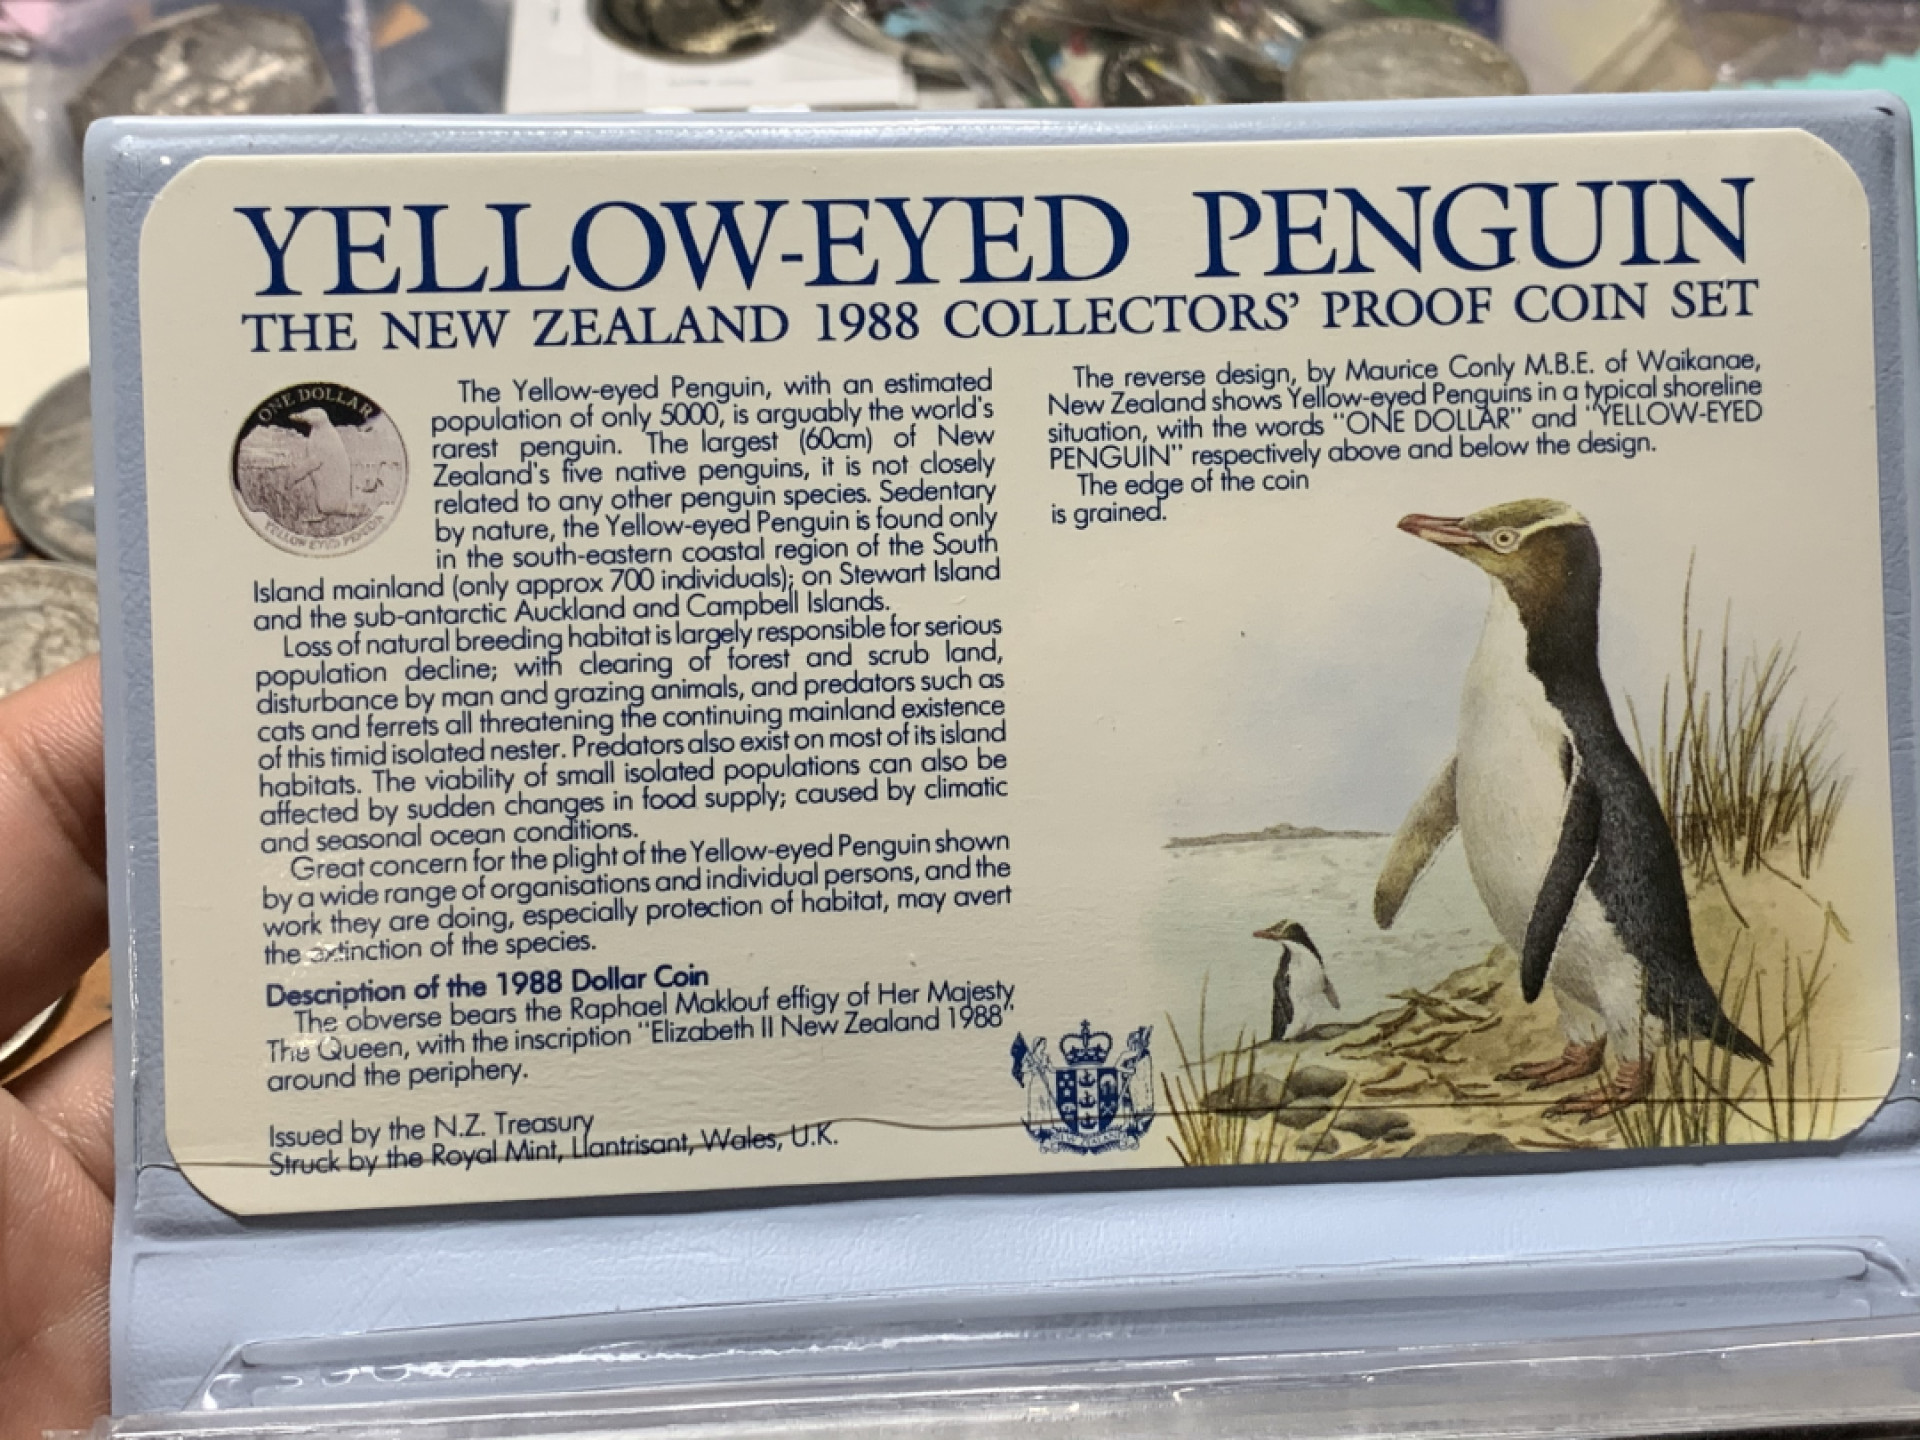 YELLOW-EYED PENGUIN
THE NEW ZEALAND 1988 COLLECTORS' PROOF COIN SET
ONE DOLLAR
YELLOW EYED PENGUIN
The Yellow-eyed Penguin, with an estimated
population of only 5000, is arguably the world's
rarest penguin. The largest (60cm) of New
Zealand's five native penguins, it is not closely
related to any other penguin species. Sedentary
by nature, the Yellow-eyed Penguin is found only
in the south-eastern coastal region of the South
Island mainland (only approx 700 individuals); on Stewart Island
and the sub-antarctic Auckland and Campbell Islands.
Loss of natural breeding habitat is largely responsible for serious
population decline; with clearing of forest and scrub land,
disturbance by man and grazing animals, and predators such as
cats and ferrets all threatening the continuing mainland existence
of this timid isolated nester. Predators also exist on most of its island
habitats. The viability of small isolated populations can also be
affected by sudden changes in food supply; caused by climatic
and seasonal ocean conditions.
Great concern for the plight of the Yellow-eyed Penguin shown
by a wide range of organisations and individual persons, and the
work they are doing, especially protection of habitat, may avert
the extinction of the species.
Description of the 1988 Dollar Coin
The obverse bears the Raphael Maklouf effigy of Her Majesty
The Queen, with the inscription "Elizabeth II New Zealand 1988"
around the periphery.
Issued by the N.Z. Treasury
Struck by the Royal Mint, Llantrisant, Wales, U.K.
The reverse design, by Maurice Conly M.B.E. of Waikanae,
New Zealand shows Yellow-eyed Penguins in a typical shoreline
situation, with the words "ONE DOLLAR" and "YELLOW-EYED
PENGUIN" respectively above and below the design.
The edge of the coin
is grained.
NEW ZEALAND